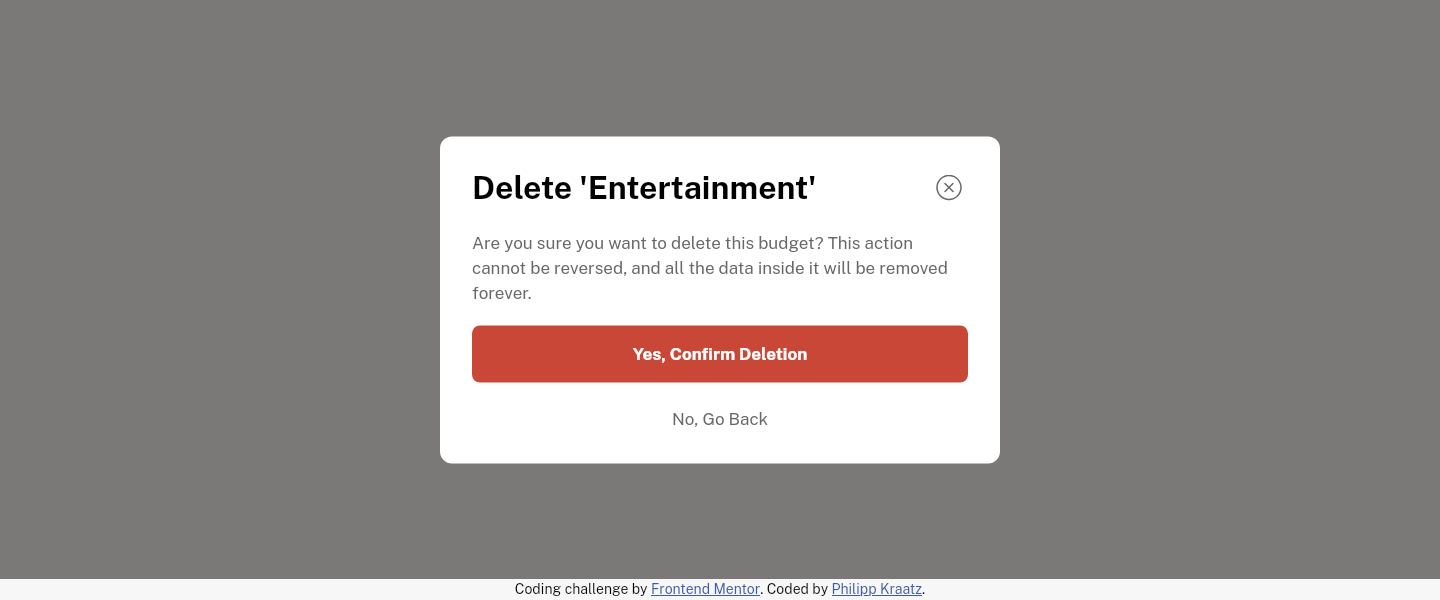 Delete 'Entertainment'
Are you sure you want to delete this budget? This action
cannot be reversed, and all the data inside it will be removed
forever.
Yes, Confirm Deletion
No, Go Back
Coding challenge by Frontend Mentor. Coded by Philipp Kraatz.